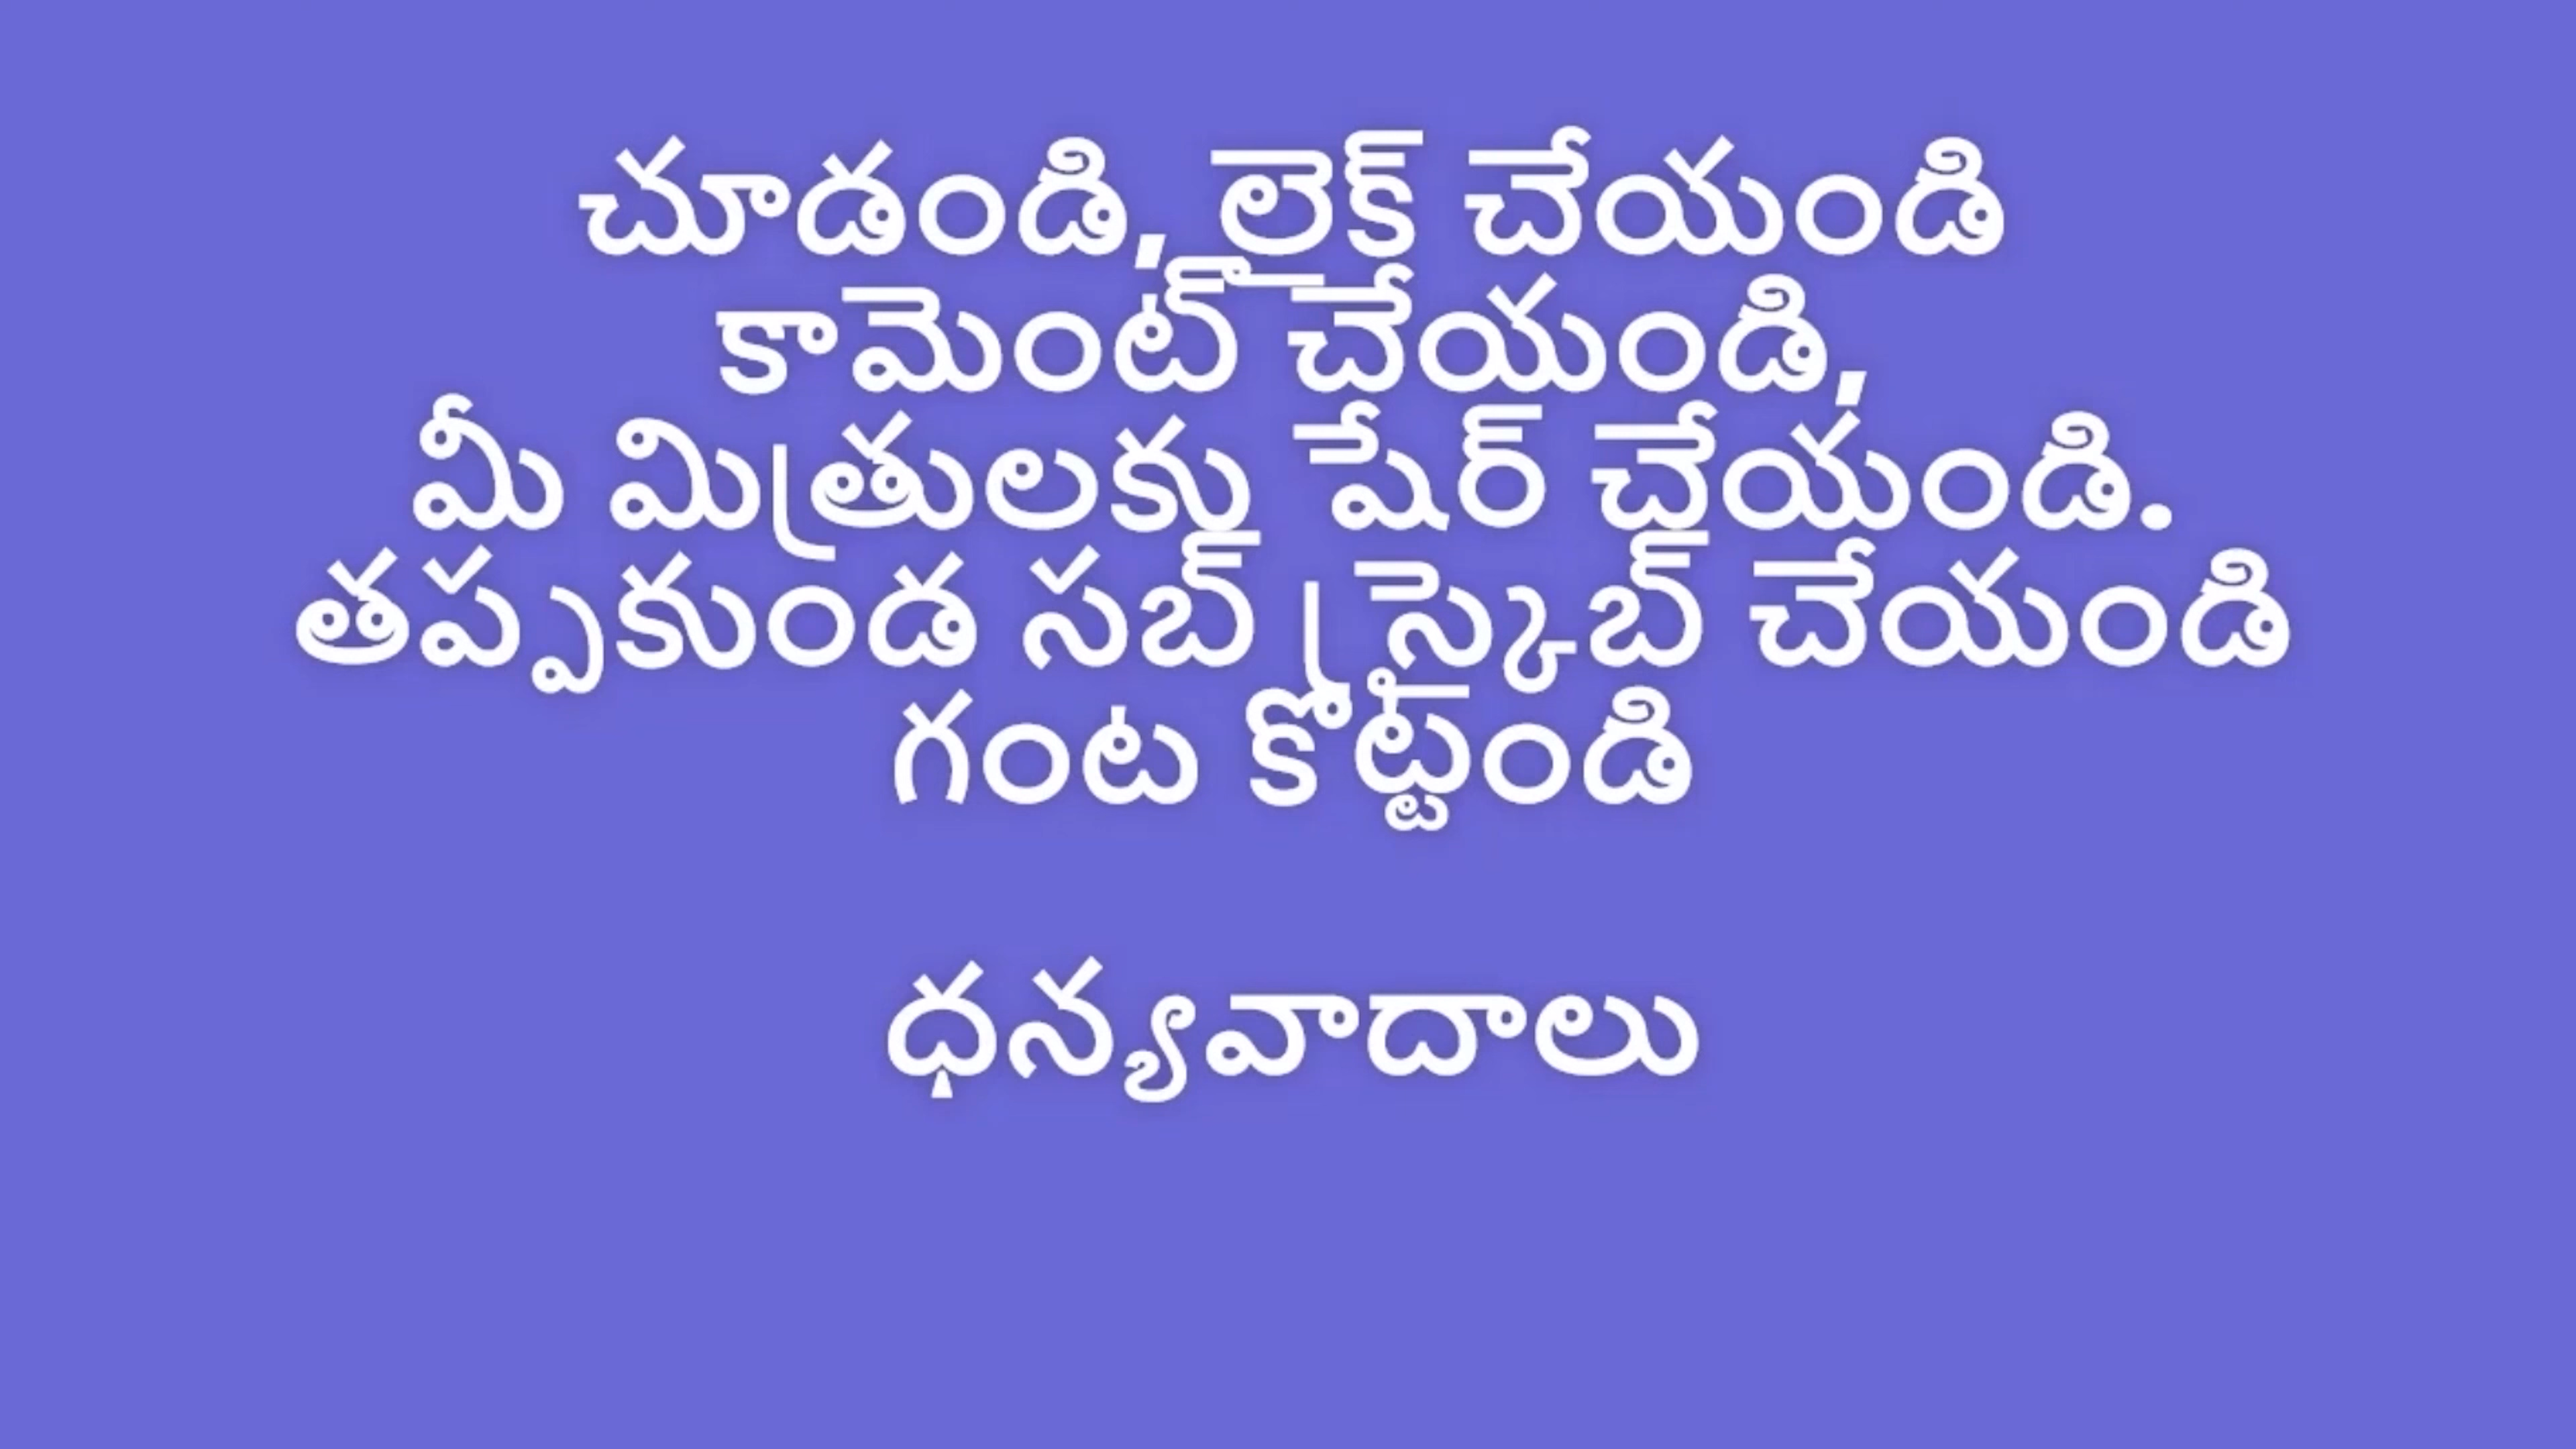 చూడండి, లైక్ చేయండి
కామెంట్ చేయండి,
మీ మిత్రులకు షేర్ చేయండి.
తప్పకుండ సబ్ స్క్రైబ్ చేయండి
గంట కొట్టండి
ధన్యవాదాలు